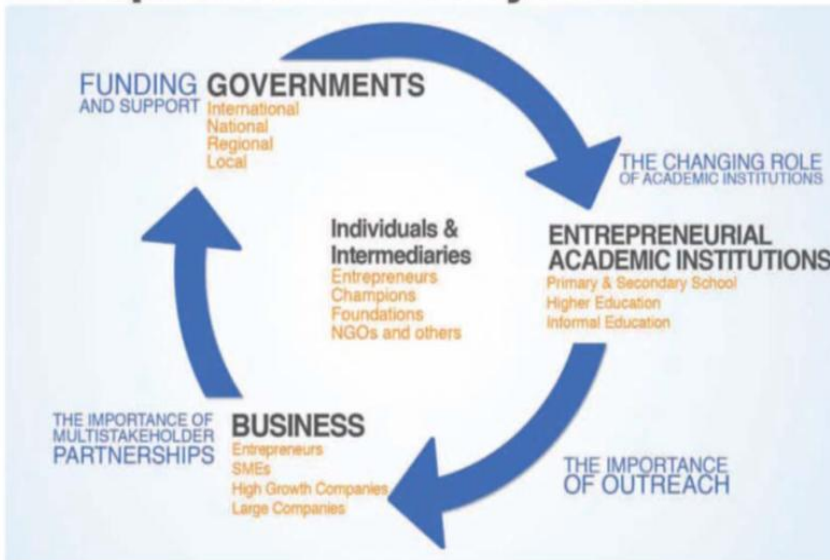 FUNDING
AND SUPPORT
GOVERNMENTS
International
National
Regional
Local
THE CHANGING ROLE
OF ACADEMIC INSTITUTIONS
Individuals &
Intermediaries
Entrepreneurs
Champions
Foundations
NGOs and others
ENTREPRENEURIAL
ACADEMIC INSTITUTIONS
Primary & Secondary School
Higher Education
Informal Education
THE IMPORTANCE OF
MULTISTAKEHOLDER
PARTNERSHIPS
BUSINESS
Entrepreneurs
SMEs
High Growth Companies
Large Companies
THE IMPORTANCE
OF OUTREACH